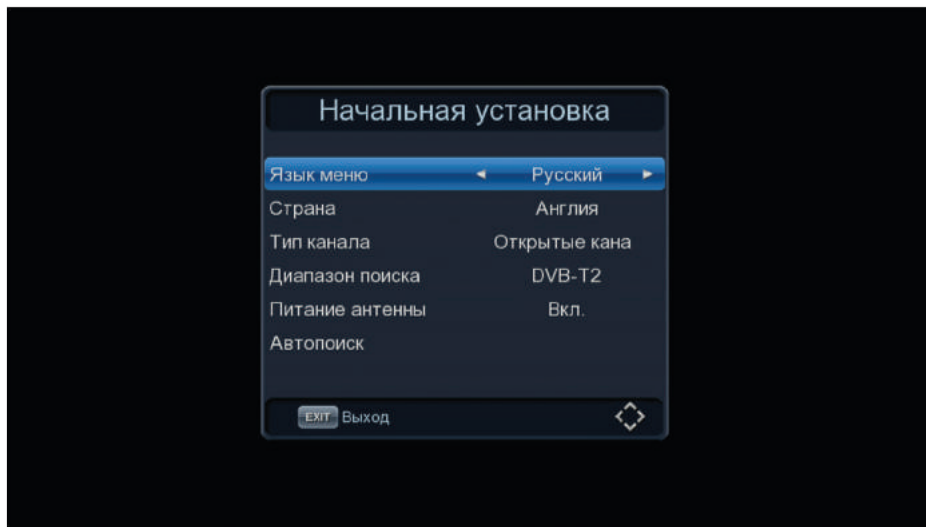 Начальная установка
Язык меню Русский
Страна Англия
Тип канала Открытые кана
Диапазон поиска DVB-T2
Питание антенны Вкл.
Автопоиск
EXIT Выход